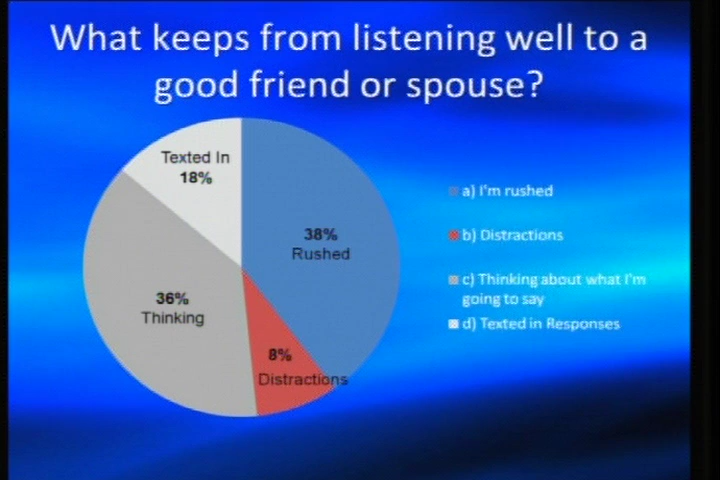 What keeps from listening well to a
good friend or spouse?
Texted In
18%
38%
Rushed
36%
Thinking
8%
Distractions
a) I'm rushed
b) Distractions
c) Thinking about what I'm
going to say
d) Texted in Responses